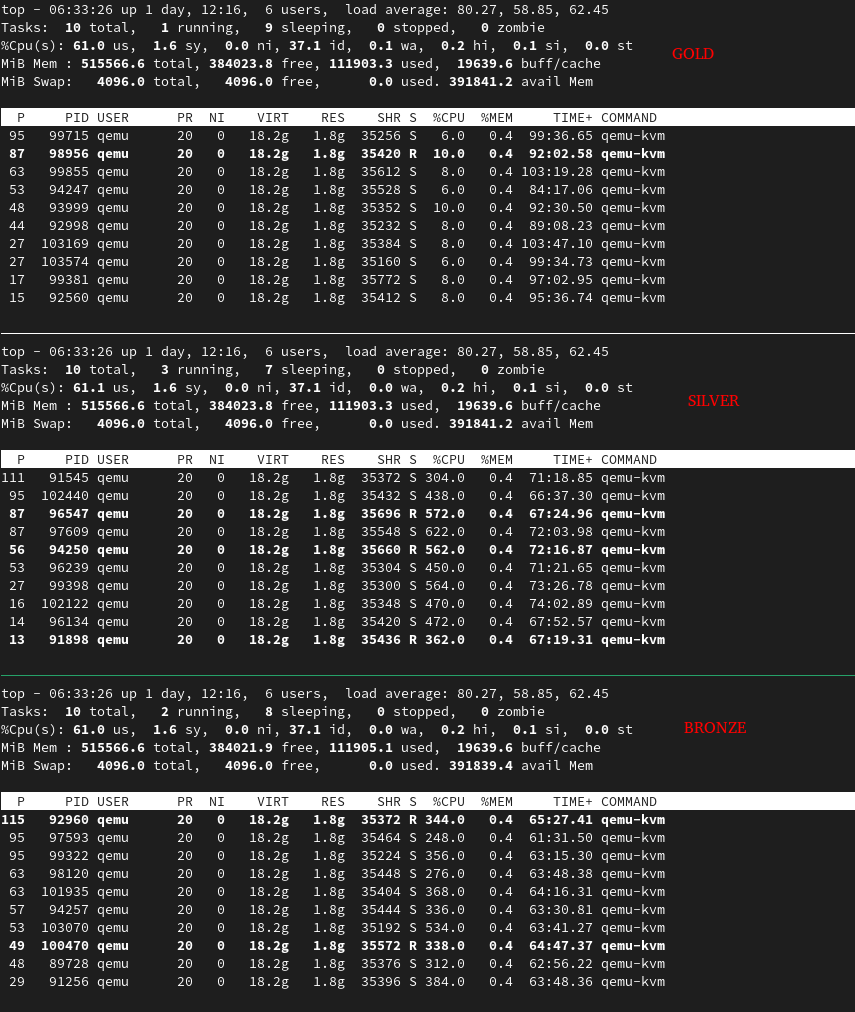 top - 06:33:26 up 1 day, 12:16,  6 users,  load average: 80.27, 58.85, 62.45
Tasks:  10 total,   1 running,   9 sleeping,   0 stopped,   0 zombie
%Cpu(s): 61.0 us,  1.6 sy,  0.0 ni, 37.1 id,  0.1 wa,  0.2 hi,  0.1 si,  0.0 st
GOLD
MiB Mem : 515566.6 total, 384023.8 free, 111903.3 used,  19639.6 buff/cache
MiB Swap:   4096.0 total,   4096.0 free,      0.0 used. 391841.2 avail Mem
P     PID USER      PR  NI    VIRT    RES    SHR S  %CPU  %MEM     TIME+ COMMAND
95   99715 qemu      20   0   18.2g   1.8g  35256 S   6.0   0.4  99:36.65 qemu-kvm
87   98956 qemu      20   0   18.2g   1.8g  35420 R  10.0   0.4  92:02.58 qemu-kvm
63   99855 qemu      20   0   18.2g   1.8g  35612 S   8.0   0.4 103:19.28 qemu-kvm
53   94247 qemu      20   0   18.2g   1.8g  35528 S   6.0   0.4  84:17.06 qemu-kvm
48   93999 qemu      20   0   18.2g   1.8g  35352 S  10.0   0.4  92:30.50 qemu-kvm
44   92998 qemu      20   0   18.2g   1.8g  35232 S   8.0   0.4  89:08.23 qemu-kvm
27  103169 qemu      20   0   18.2g   1.8g  35384 S   8.0   0.4 103:47.10 qemu-kvm
27  103574 qemu      20   0   18.2g   1.8g  35160 S   6.0   0.4  99:34.73 qemu-kvm
17   99381 qemu      20   0   18.2g   1.8g  35772 S   8.0   0.4  97:02.95 qemu-kvm
15   92560 qemu      20   0   18.2g   1.8g  35412 S   8.0   0.4  95:36.74 qemu-kvm
top - 06:33:26 up 1 day, 12:16,  6 users,  load average: 80.27, 58.85, 62.45
Tasks:  10 total,   3 running,   7 sleeping,   0 stopped,   0 zombie
%Cpu(s): 61.1 us,  1.6 sy,  0.0 ni, 37.1 id,  0.0 wa,  0.2 hi,  0.1 si,  0.0 st
SILVER
MiB Mem : 515566.6 total, 384023.8 free, 111903.3 used,  19639.6 buff/cache
MiB Swap:   4096.0 total,   4096.0 free,      0.0 used. 391841.2 avail Mem
P     PID USER      PR  NI    VIRT    RES    SHR S  %CPU  %MEM     TIME+ COMMAND
111   91545 qemu      20   0   18.2g   1.8g  35372 S 304.0   0.4  71:18.85 qemu-kvm
95  102440 qemu      20   0   18.2g   1.8g  35432 S 438.0   0.4  66:37.30 qemu-kvm
87   96547 qemu      20   0   18.2g   1.8g  35696 R 572.0   0.4  67:24.96 qemu-kvm
87   97609 qemu      20   0   18.2g   1.8g  35548 S 622.0   0.4  72:03.98 qemu-kvm
56   94250 qemu      20   0   18.2g   1.8g  35660 R 562.0   0.4  72:16.87 qemu-kvm
53   96239 qemu      20   0   18.2g   1.8g  35304 S 450.0   0.4  71:21.65 qemu-kvm
27   99398 qemu      20   0   18.2g   1.8g  35300 S 564.0   0.4  73:26.78 qemu-kvm
16  102122 qemu      20   0   18.2g   1.8g  35348 S 470.0   0.4  74:02.89 qemu-kvm
14   96134 qemu      20   0   18.2g   1.8g  35420 S 472.0   0.4  67:52.57 qemu-kvm
13   91898 qemu      20   0   18.2g   1.8g  35436 R 362.0   0.4  67:19.31 qemu-kvm
top - 06:33:26 up 1 day, 12:16,  6 users,  load average: 80.27, 58.85, 62.45
Tasks:  10 total,   2 running,   8 sleeping,   0 stopped,   0 zombie
%Cpu(s): 61.0 us,  1.6 sy,  0.0 ni, 37.1 id,  0.0 wa,  0.2 hi,  0.1 si,  0.0 st
BRONZE
MiB Mem : 515566.6 total, 384021.9 free, 111905.1 used,  19639.6 buff/cache
MiB Swap:   4096.0 total,   4096.0 free,      0.0 used. 391839.4 avail Mem
P     PID USER      PR  NI    VIRT    RES    SHR S  %CPU  %MEM     TIME+ COMMAND
115   92960 qemu      20   0   18.2g   1.8g  35372 R 344.0   0.4  65:27.41 qemu-kvm
95   97593 qemu      20   0   18.2g   1.8g  35464 S 248.0   0.4  61:31.50 qemu-kvm
95   99322 qemu      20   0   18.2g   1.8g  35224 S 356.0   0.4  63:15.30 qemu-kvm
63   98120 qemu      20   0   18.2g   1.8g  35448 S 276.0   0.4  63:48.38 qemu-kvm
63  101935 qemu      20   0   18.2g   1.8g  35404 S 368.0   0.4  64:16.31 qemu-kvm
57   94257 qemu      20   0   18.2g   1.8g  35444 S 336.0   0.4  63:30.81 qemu-kvm
53  103070 qemu      20   0   18.2g   1.8g  35192 S 534.0   0.4  63:41.27 qemu-kvm
49  100470 qemu      20   0   18.2g   1.8g  35572 R 338.0   0.4  64:47.37 qemu-kvm
48   89728 qemu      20   0   18.2g   1.8g  35376 S 312.0   0.4  62:56.22 qemu-kvm
29   91256 qemu      20   0   18.2g   1.8g  35396 S 384.0   0.4  63:48.36 qemu-kvm